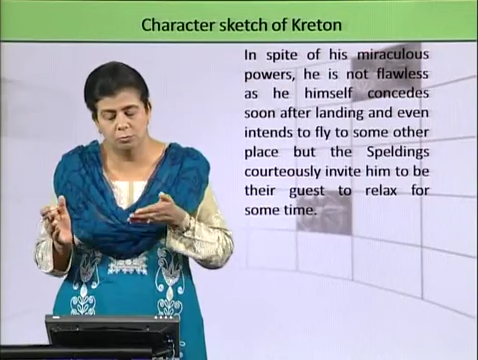 Character sketch of Kreton
In spite of his miraculous
powers, he is not flawless
as he himself concedes
soon after landing and even
intends to fly to some other
place but the Speldings
courteously invite him to be
their guest to relax for
some time.